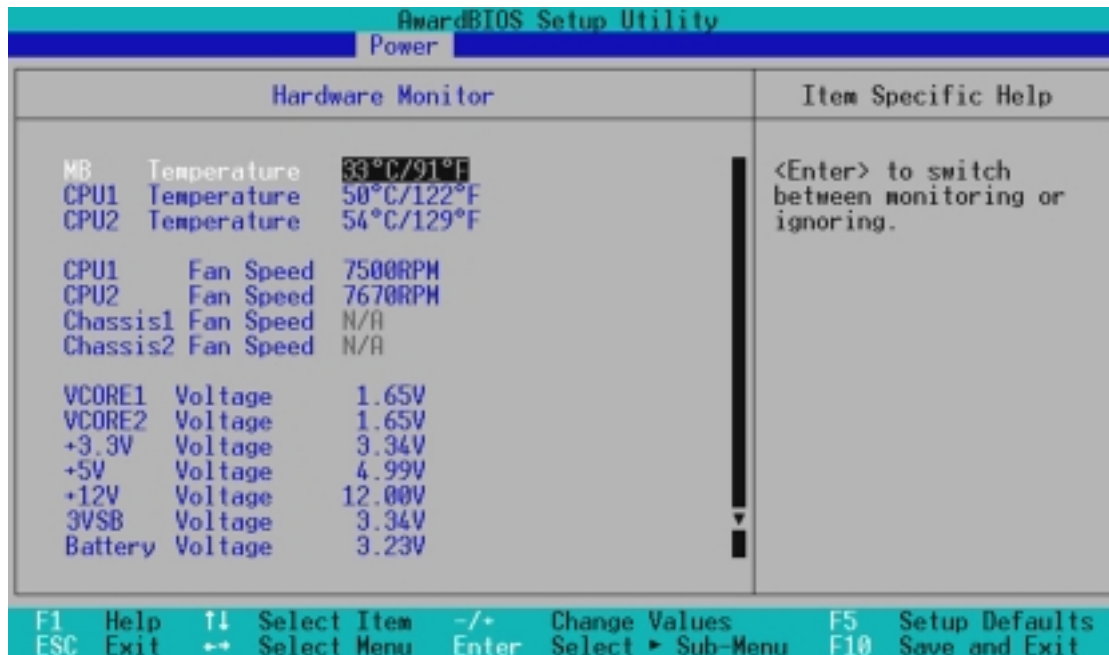 AwardBIOS Setup Utility
Power
Hardware Monitor
Item Specific Help
MB Temperature 33°C/91°F
CPU1 Temperature 50°C/122°F
CPU2 Temperature 54°C/129°F
CPU1 Fan Speed 7500RPM
CPU2 Fan Speed 7670RPM
Chassis1 Fan Speed N/A
Chassis2 Fan Speed N/A
VCORE1 Voltage 1.65V
VCORE2 Voltage 1.65V
+3.3V Voltage 3.34V
+5V Voltage 4.99V
+12V Voltage 12.00V
3VSB Voltage 3.34V
Battery Voltage 3.23V
<Enter> to switch
between monitoring or
ignoring.
F1 Help ↑↓ Select Item -/+ Change Values F5 Setup Defaults
ESC Exit ←→ Select Menu Enter Select ► Sub-Menu F10 Save and Exit